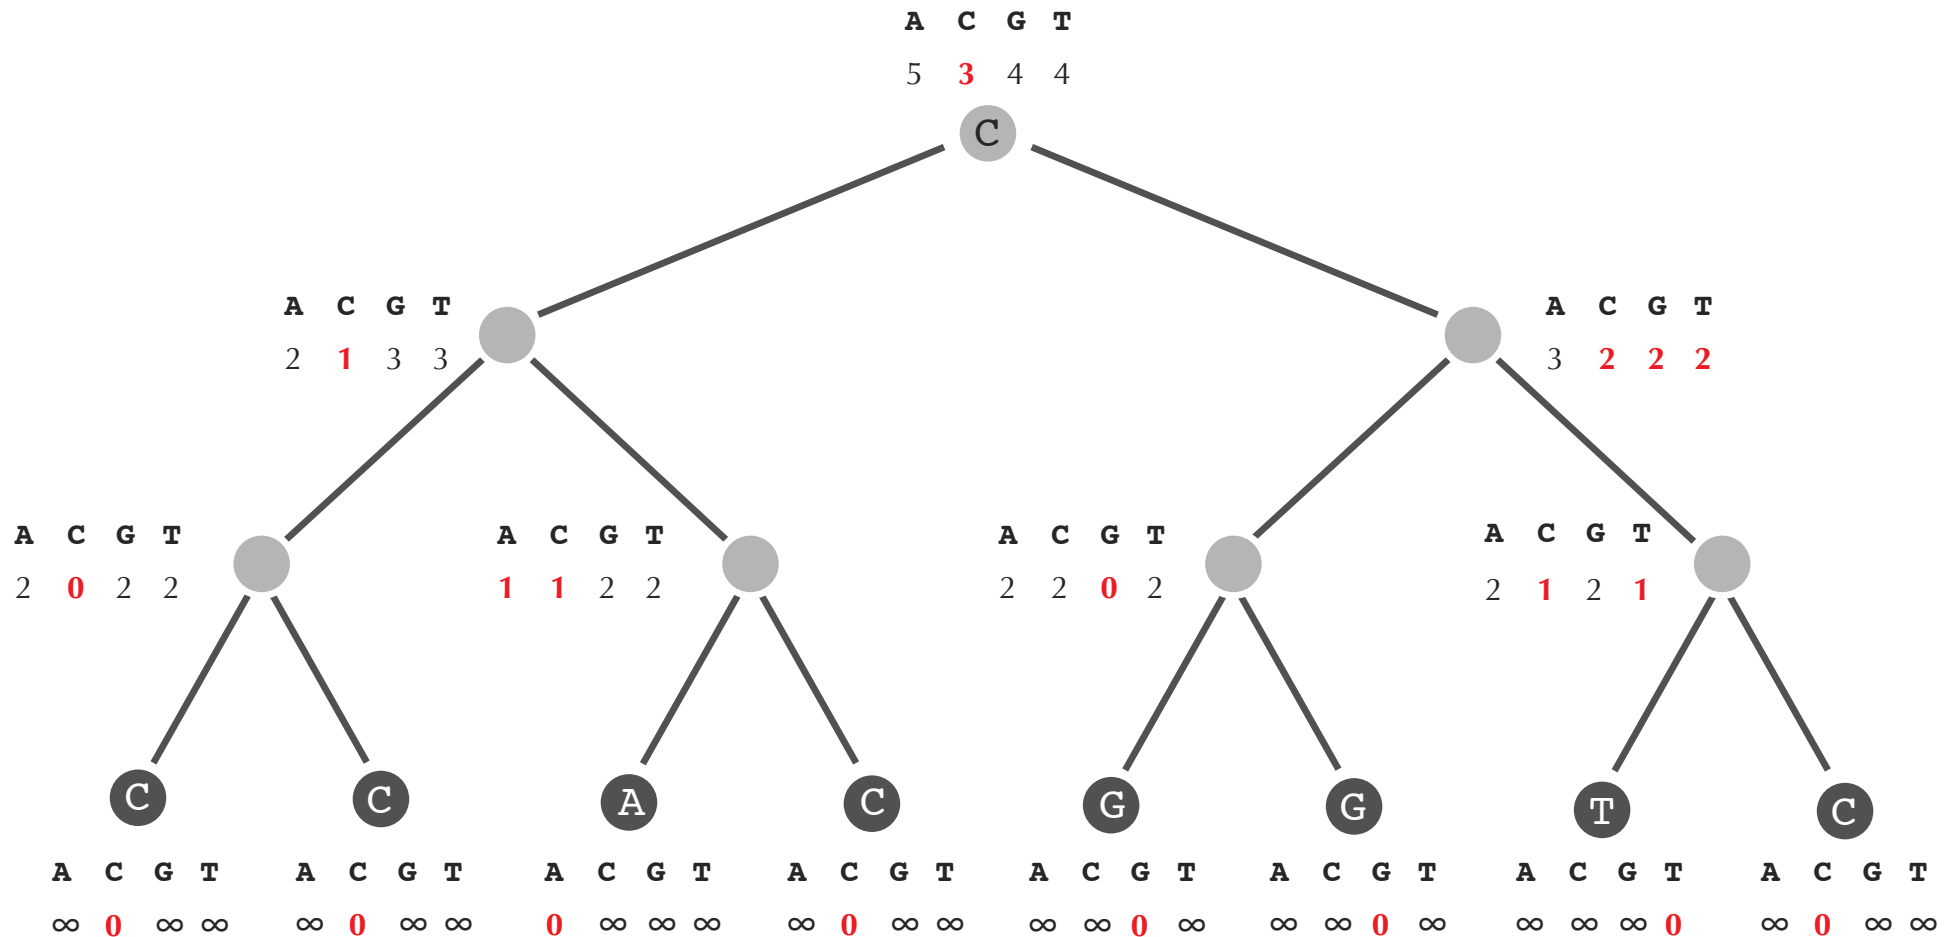 A C G T
5 3 4 4
C
A C G T
2 1 3 3
A C G T
3 2 2 2
A C G T
2 0 2 2
A C G T
1 1 2 2
A C G T
2 2 0 2
A C G T
2 1 2 1
C C A C G G T C
A C G T A C G T A C G T A C G T A C G T A C G T A C G T A C G T
∞ 0 ∞ ∞ ∞ 0 ∞ ∞ 0 ∞ ∞ ∞ ∞ 0 ∞ ∞ ∞ ∞ 0 ∞ ∞ ∞ 0 ∞ ∞ ∞ ∞ 0 ∞ 0 ∞ ∞